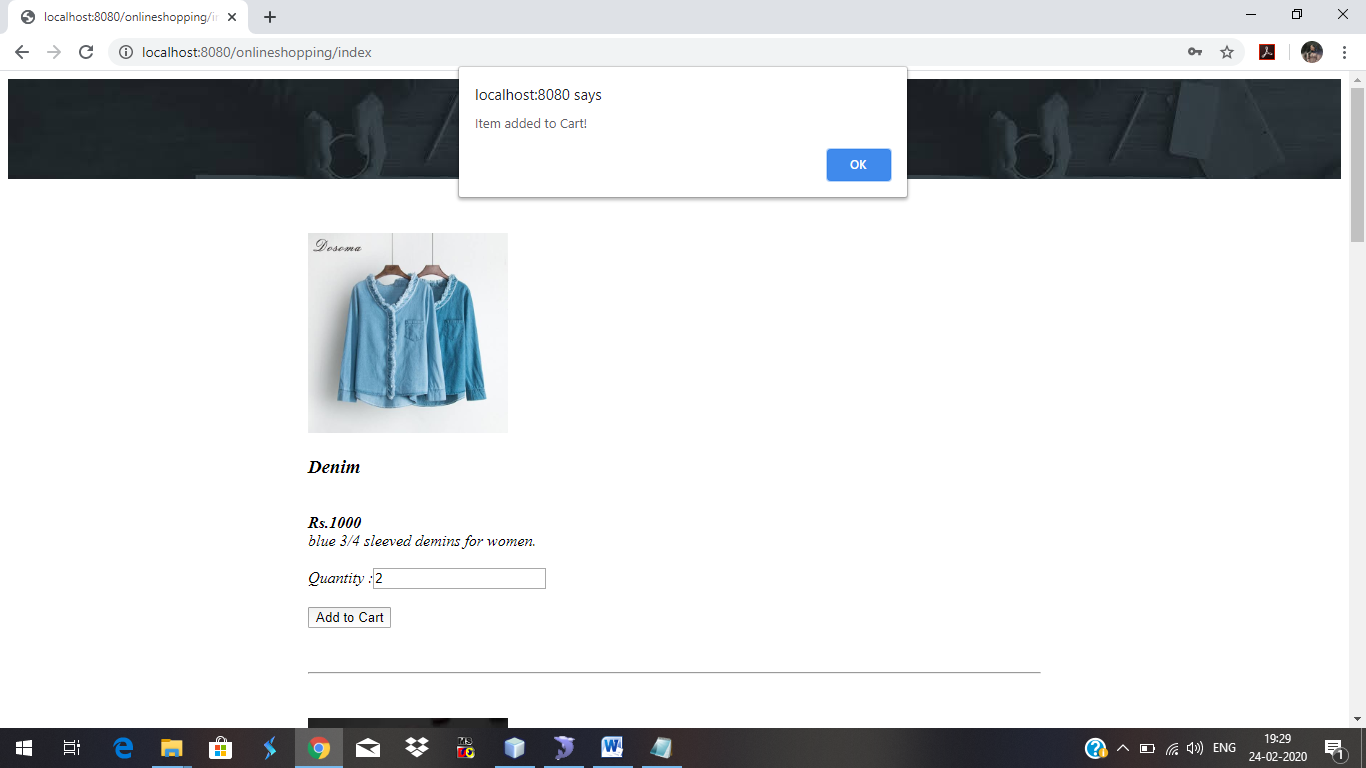 localhost:8080/onlineshopping/in
localhost:8080/onlineshopping/index
localhost:8080 says
Item added to Cart!
OK
Dosoma
Denim
Rs.1000
blue 3/4 sleeved demins for women.
Quantity :2
Add to Cart
ENG
19:29
24-02-2020
1